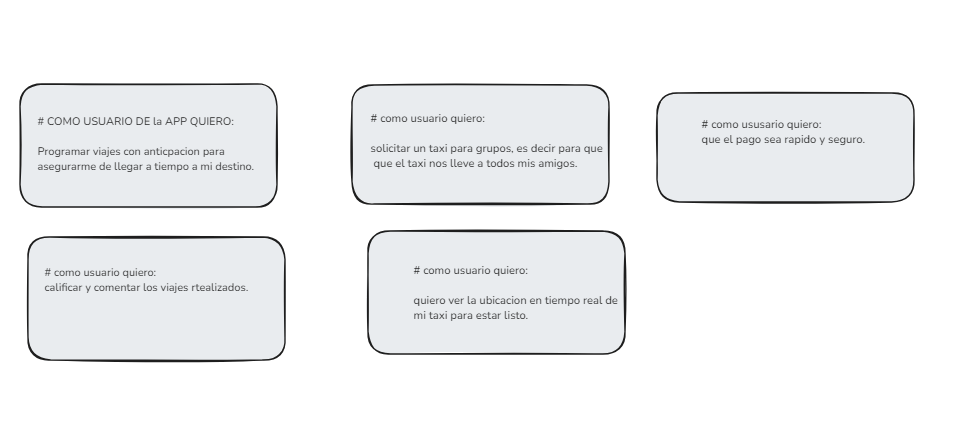 # COMO USUARIO DE la APP QUIERO:
Programar viajes con anticpacion para
asegurarme de llegar a tiempo a mi destino.
# como usuario quiero:
solicitar un taxi para grupos, es decir para que
que el taxi nos lleve a todos mis amigos.
# como ususario quiero:
que el pago sea rapido y seguro.
# como usuario quiero:
calificar y comentar los viajes rtealizados.
# como usuario quiero:
quiero ver la ubicacion en tiempo real de
mi taxi para estar listo.